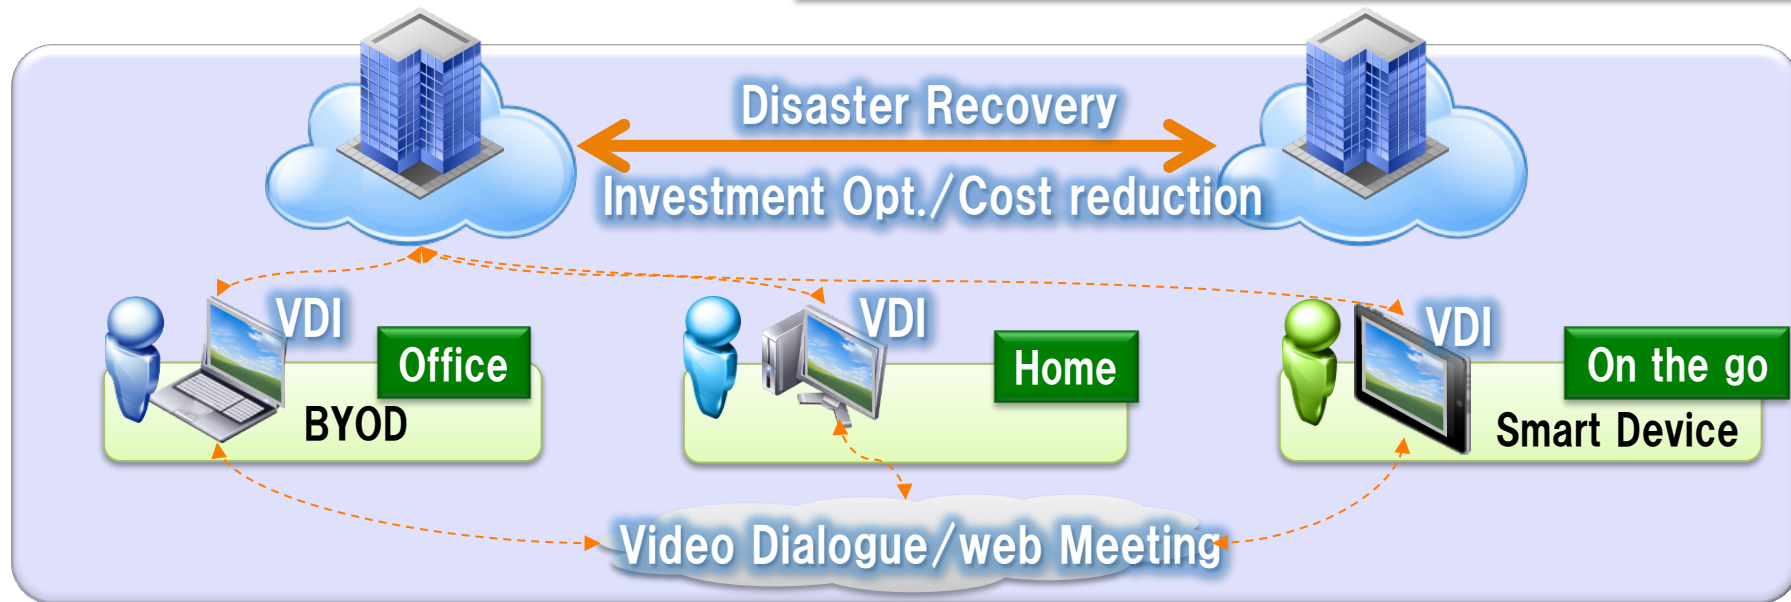 Disaster Recovery
Investment Opt./Cost reduction
VDI
Office
BYOD
VDI
Home
VDI
On the go
Smart Device
Video Dialogue/web Meeting